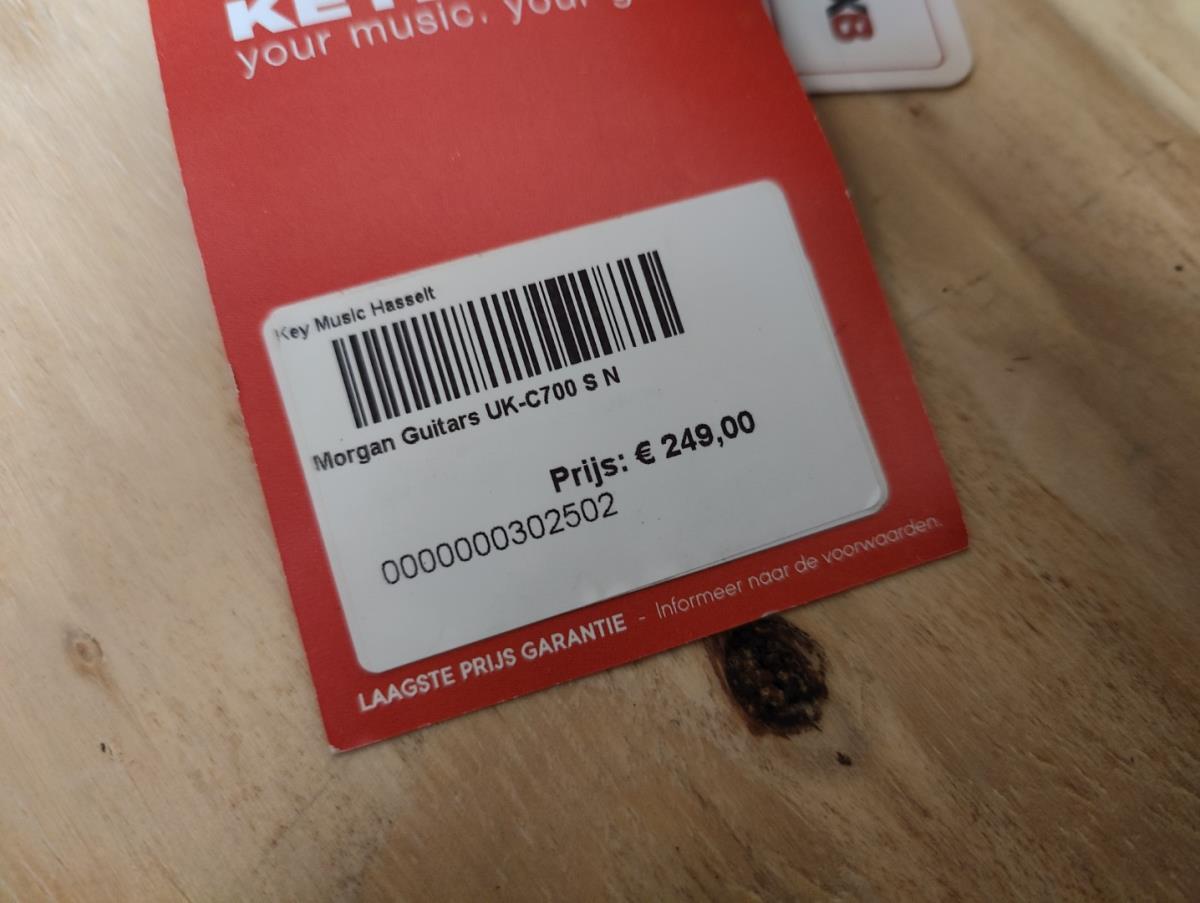 your music. your
Key Music Hasselt
Morgan Guitars UK-C700 S N
Prijs: € 249,00
0000000302502
LAAGSTE PRIJS GARANTIE - Informeer naar de voorwaarden.